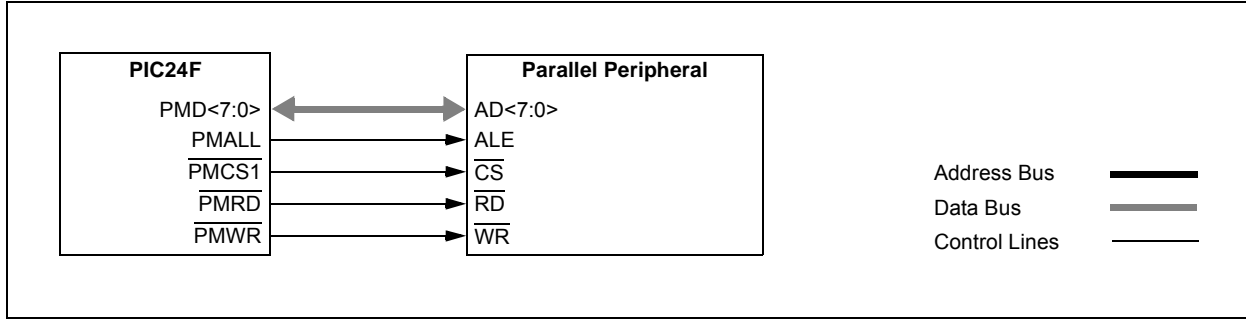 PIC24F
PMD<7:0>
PMALL
PMCS1
PMRD
PMWR
Parallel Peripheral
AD<7:0>
ALE
CS
RD
WR
Address Bus
Data Bus
Control Lines